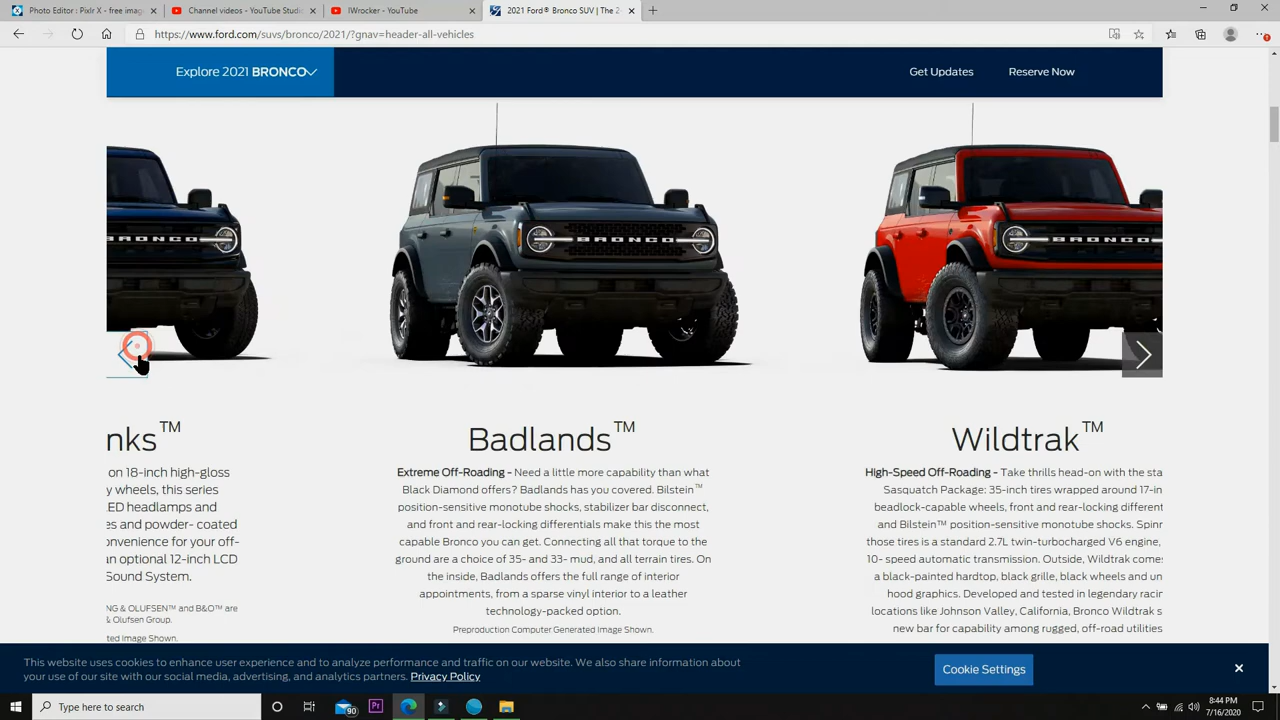 Photo Editor : Pixlr X - free imag
Channel videos - YouTube Studi
IWrocker - YouTube
2021 Ford® Bronco SUV | The 2
https://www.ford.com/suvs/bronco/2021/?gnav=header-all-vehicles
Explore 2021 BRONCO
Get Updates
Reserve Now
BRONCO
BRONCO
BRONCO
nks™
on 18-inch high-gloss
y wheels, this series
ED headlamps and
es and powder- coated
onvenience for your off-
an optional 12-inch LCD
Sound System.
NG & OLUFSEN™ and B&O™ are
& Olufsen Group.
ted Image Shown.
Badlands™
Extreme Off-Roading - Need a little more capability than what
Black Diamond offers? Badlands has you covered. Bilstein™
position-sensitive monotube shocks, stabilizer bar disconnect,
and front and rear-locking differentials make this the most
capable Bronco you can get. Connecting all that torque to the
ground are a choice of 35- and 33- mud, and all terrain tires. On
the inside, Badlands offers the full range of interior
appointments, from a sparse vinyl interior to a leather
technology-packed option.
Preproduction Computer Generated Image Shown.
Wildtrak™
High-Speed Off-Roading - Take thrills head-on with the sta
Sasquatch Package: 35-inch tires wrapped around 17-in
beadlock-capable wheels, front and rear-locking different
and Bilstein™ position-sensitive monotube shocks. Spinn
those tires is a standard 2.7L twin-turbocharged V6 engine,
10- speed automatic transmission. Outside, Wildtrak comes
a black-painted hardtop, black grille, black wheels and un
hood graphics. Developed and tested in legendary racin
locations like Johnson Valley, California, Bronco Wildtrak s
new bar for capability among rugged, off-road utilities
This website uses cookies to enhance user experience and to analyze performance and traffic on our website. We also share information about
your use of our site with our social media, advertising, and analytics partners. Privacy Policy
Cookie Settings
Type here to search
90
Pr
8:44 PM
7/16/2020